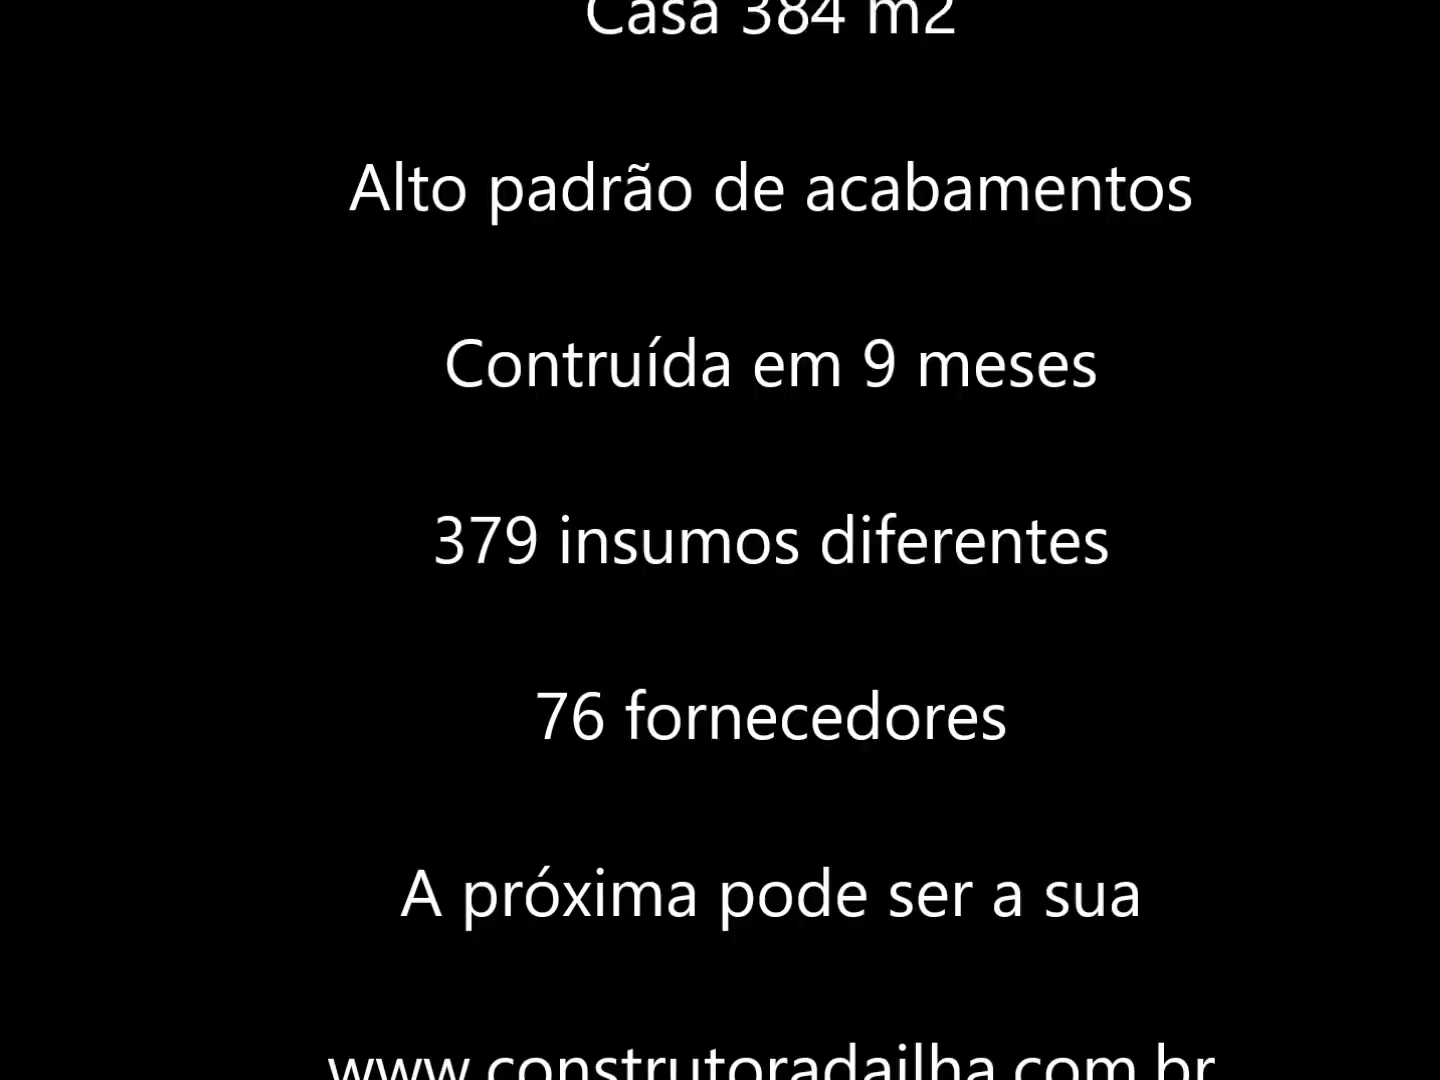 Casa 384 m2
Alto padrão de acabamentos
Contruída em 9 meses
379 insumos diferentes
76 fornecedores
A próxima pode ser a sua
www.construtoradailha.com.br